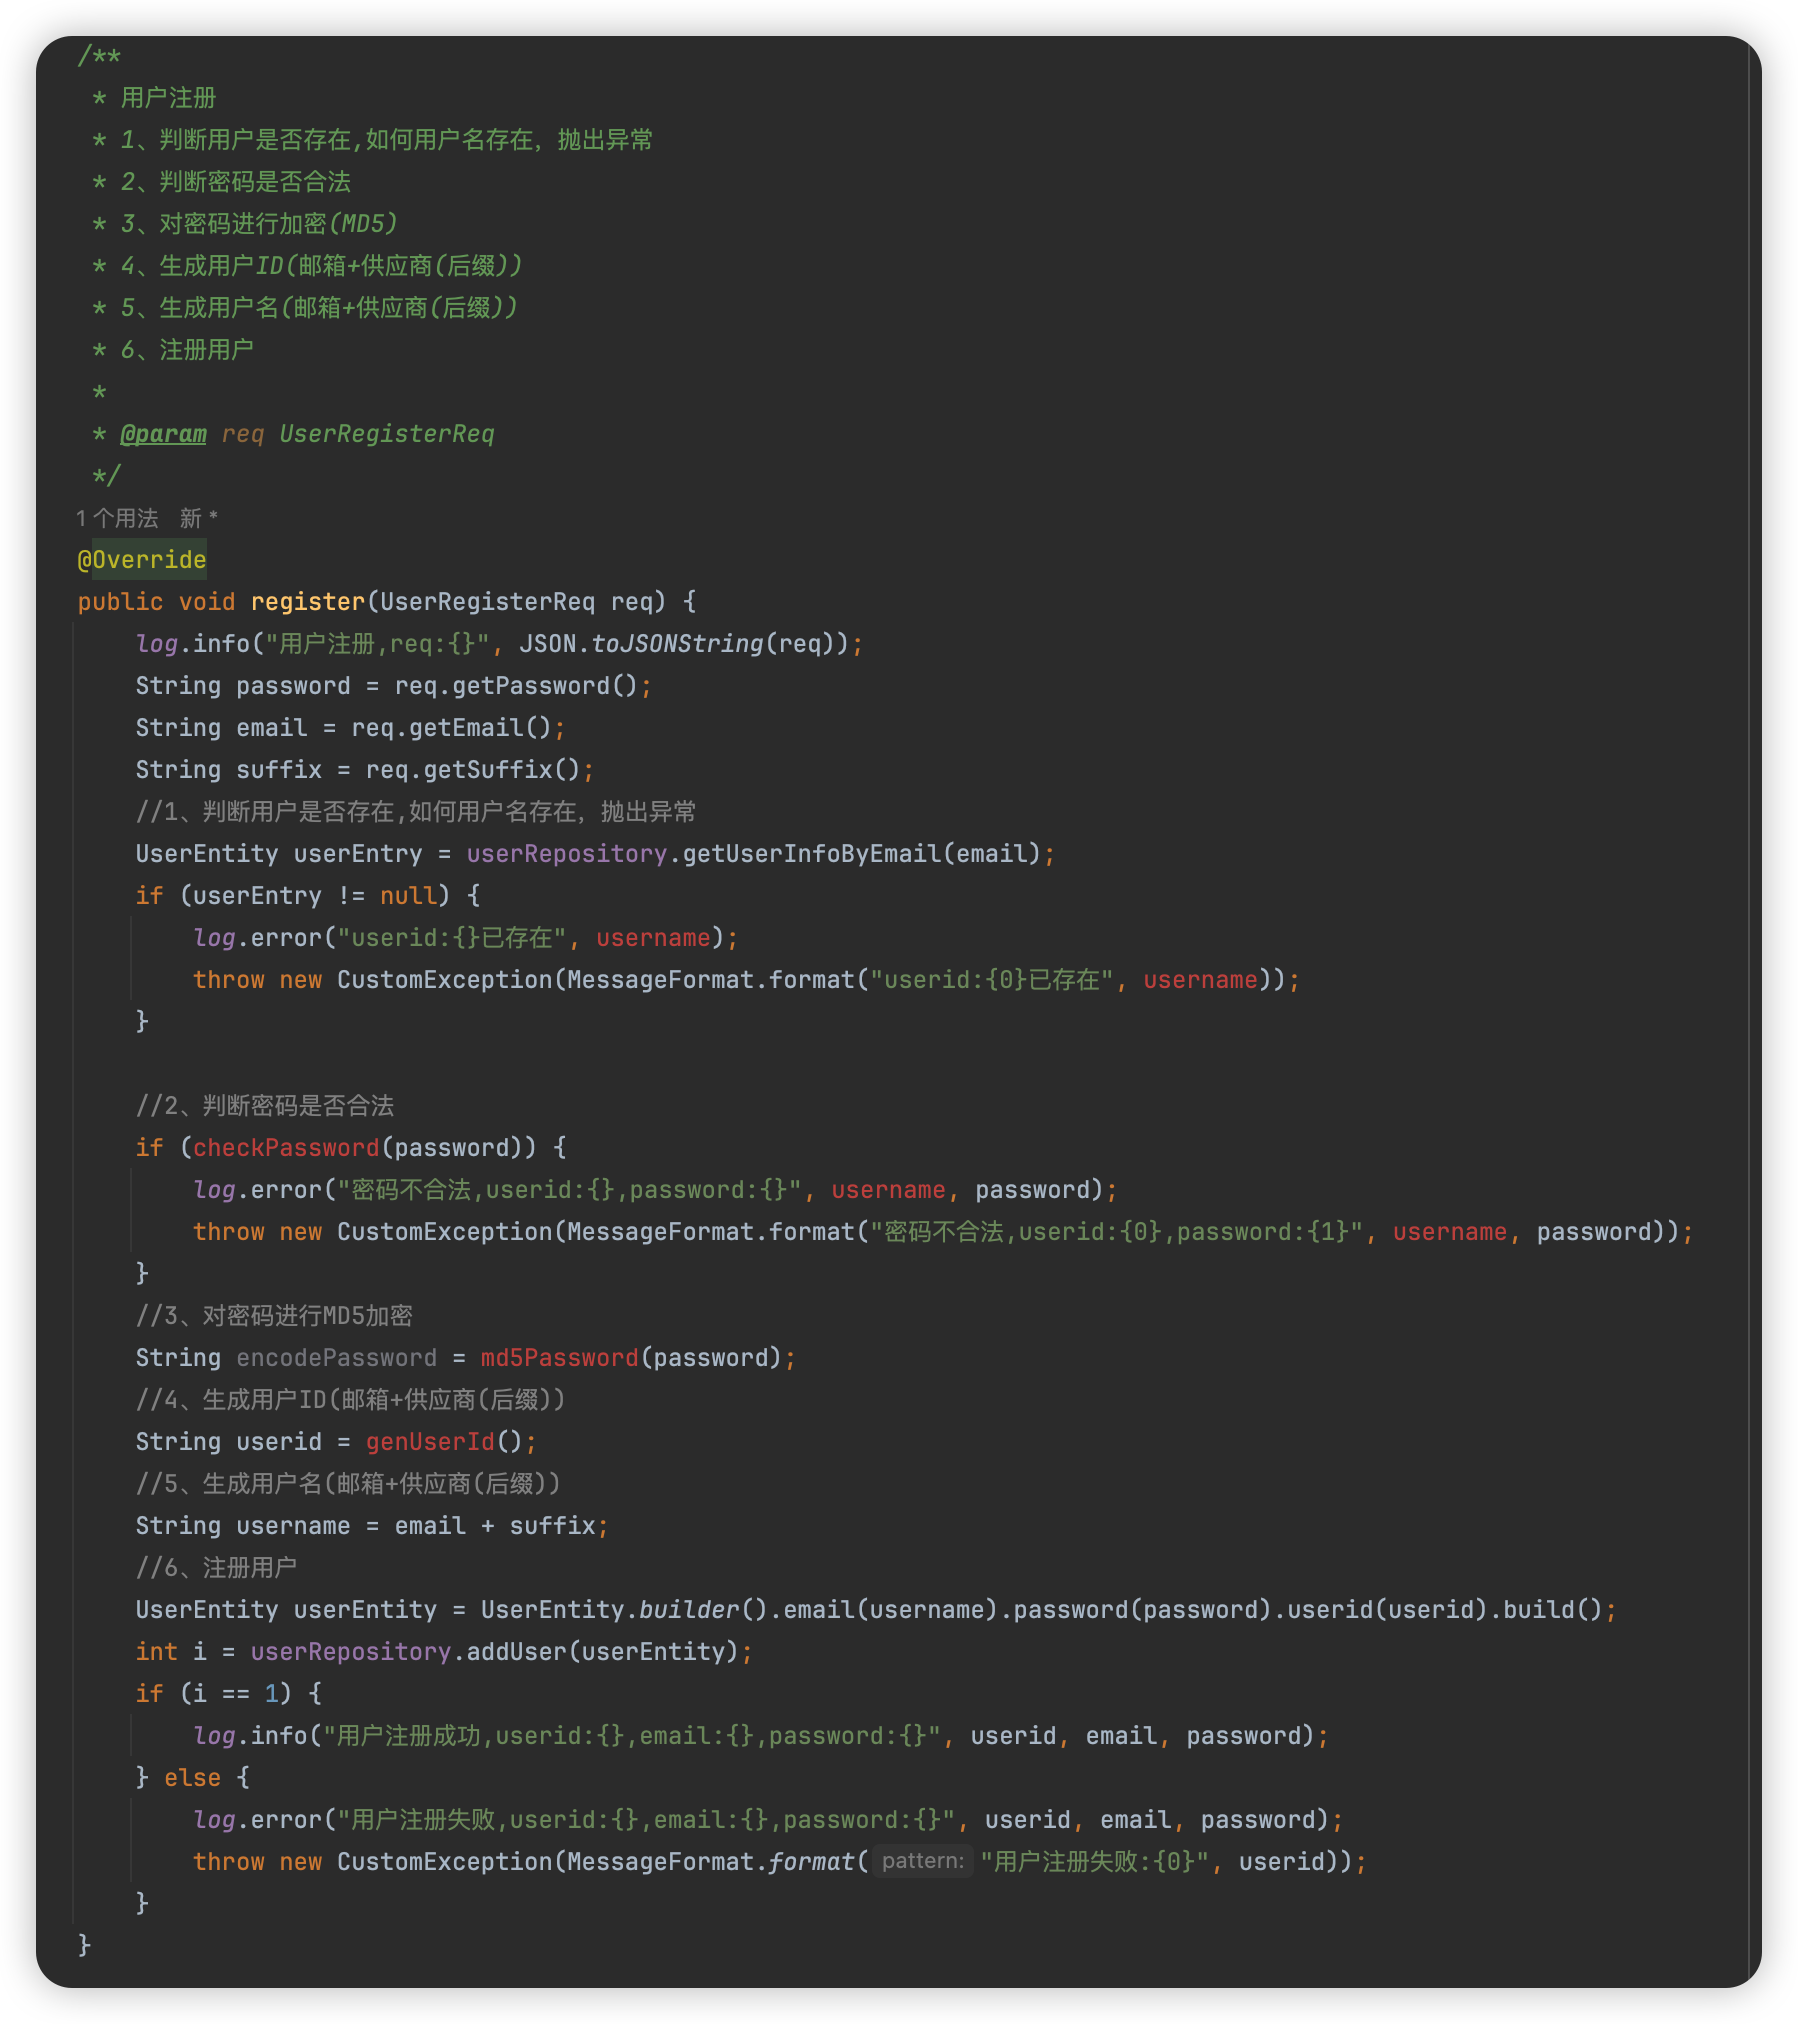 /**
 * 用户注册
 * 1、判断用户是否存在,如何用户名存在，抛出异常
 * 2、判断密码是否合法
 * 3、对密码进行加密(MD5)
 * 4、生成用户ID(邮箱+供应商(后缀))
 * 5、生成用户名(邮箱+供应商(后缀))
 * 6、注册用户
 *
 * @param req UserRegisterReq
 */
1 个用法 新 *
@Override
public void register(UserRegisterReq req) {
    log.info("用户注册,req:{}", JSON.toJSONString(req));
    String password = req.getPassword();
    String email = req.getEmail();
    String suffix = req.getSuffix();
    //1、判断用户是否存在,如何用户名存在，抛出异常
    UserEntity userEntry = userRepository.getUserInfoByEmail(email);
    if (userEntry != null) {
        log.error("userid:{}已存在", username);
        throw new CustomException(MessageFormat.format("userid:{0}已存在", username));
    }
    //2、判断密码是否合法
    if (checkPassword(password)) {
        log.error("密码不合法,userid:{},password:{}", username, password);
        throw new CustomException(MessageFormat.format("密码不合法,userid:{0},password:{1}", username, password));
    }
    //3、对密码进行MD5加密
    String encodePassword = md5Password(password);
    //4、生成用户ID(邮箱+供应商(后缀))
    String userid = genUserId();
    //5、生成用户名(邮箱+供应商(后缀))
    String username = email + suffix;
    //6、注册用户
    UserEntity userEntity = UserEntity.builder().email(username).password(password).userid(userid).build();
    int i = userRepository.addUser(userEntity);
    if (i == 1) {
        log.info("用户注册成功,userid:{},email:{},password:{}", userid, email, password);
    } else {
        log.error("用户注册失败,userid:{},email:{},password:{}", userid, email, password);
        throw new CustomException(MessageFormat.format( pattern: "用户注册失败:{0}", userid));
    }
}